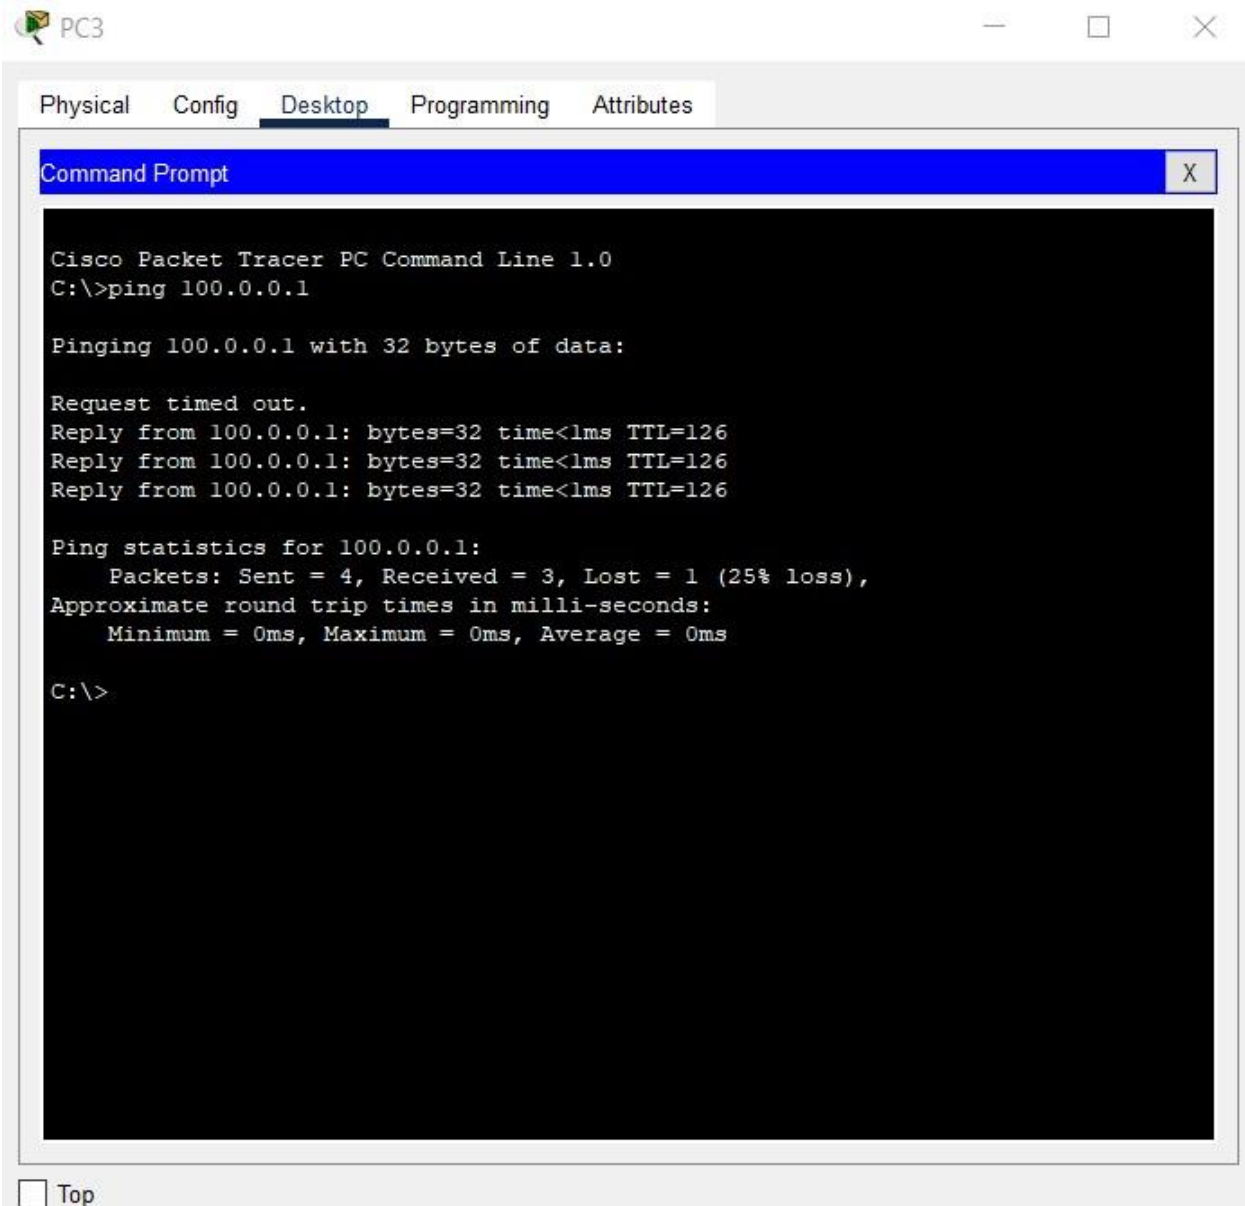 PC3
Physical Config Desktop Programming Attributes
Command Prompt X
Cisco Packet Tracer PC Command Line 1.0
C:\>ping 100.0.0.1
Pinging 100.0.0.1 with 32 bytes of data:
Request timed out.
Reply from 100.0.0.1: bytes=32 time<1ms TTL=126
Reply from 100.0.0.1: bytes=32 time<1ms TTL=126
Reply from 100.0.0.1: bytes=32 time<1ms TTL=126
Ping statistics for 100.0.0.1:
    Packets: Sent = 4, Received = 3, Lost = 1 (25% loss),
Approximate round trip times in milli-seconds:
    Minimum = 0ms, Maximum = 0ms, Average = 0ms
C:\>
Top